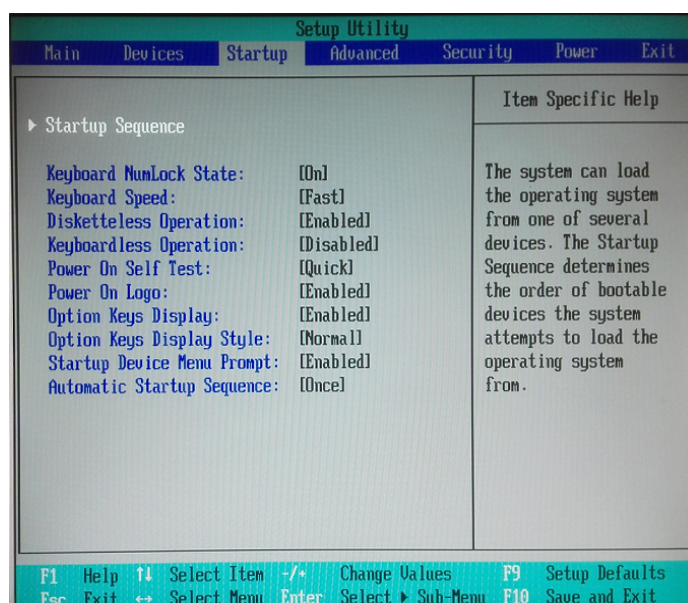 Setup Utility
Main Devices Startup Advanced Security Power Exit
Item Specific Help
▶ Startup Sequence
Keyboard NumLock State: [On]
Keyboard Speed: [Fast]
Disketteless Operation: [Enabled]
Keyboardless Operation: [Disabled]
Power On Self Test: [Quick]
Power On Logo: [Enabled]
Option Keys Display: [Enabled]
Option Keys Display Style: [Normal]
Startup Device Menu Prompt: [Enabled]
Automatic Startup Sequence: [Once]
The system can load
the operating system
from one of several
devices. The Startup
Sequence determines
the order of bootable
devices the system
attempts to load the
operating system
from.
F1 Help ↑↓ Select Item -/+ Change Values F9 Setup Defaults
Esc Exit ↔ Select Menu Enter Select ▶ Sub-Menu F10 Save and Exit